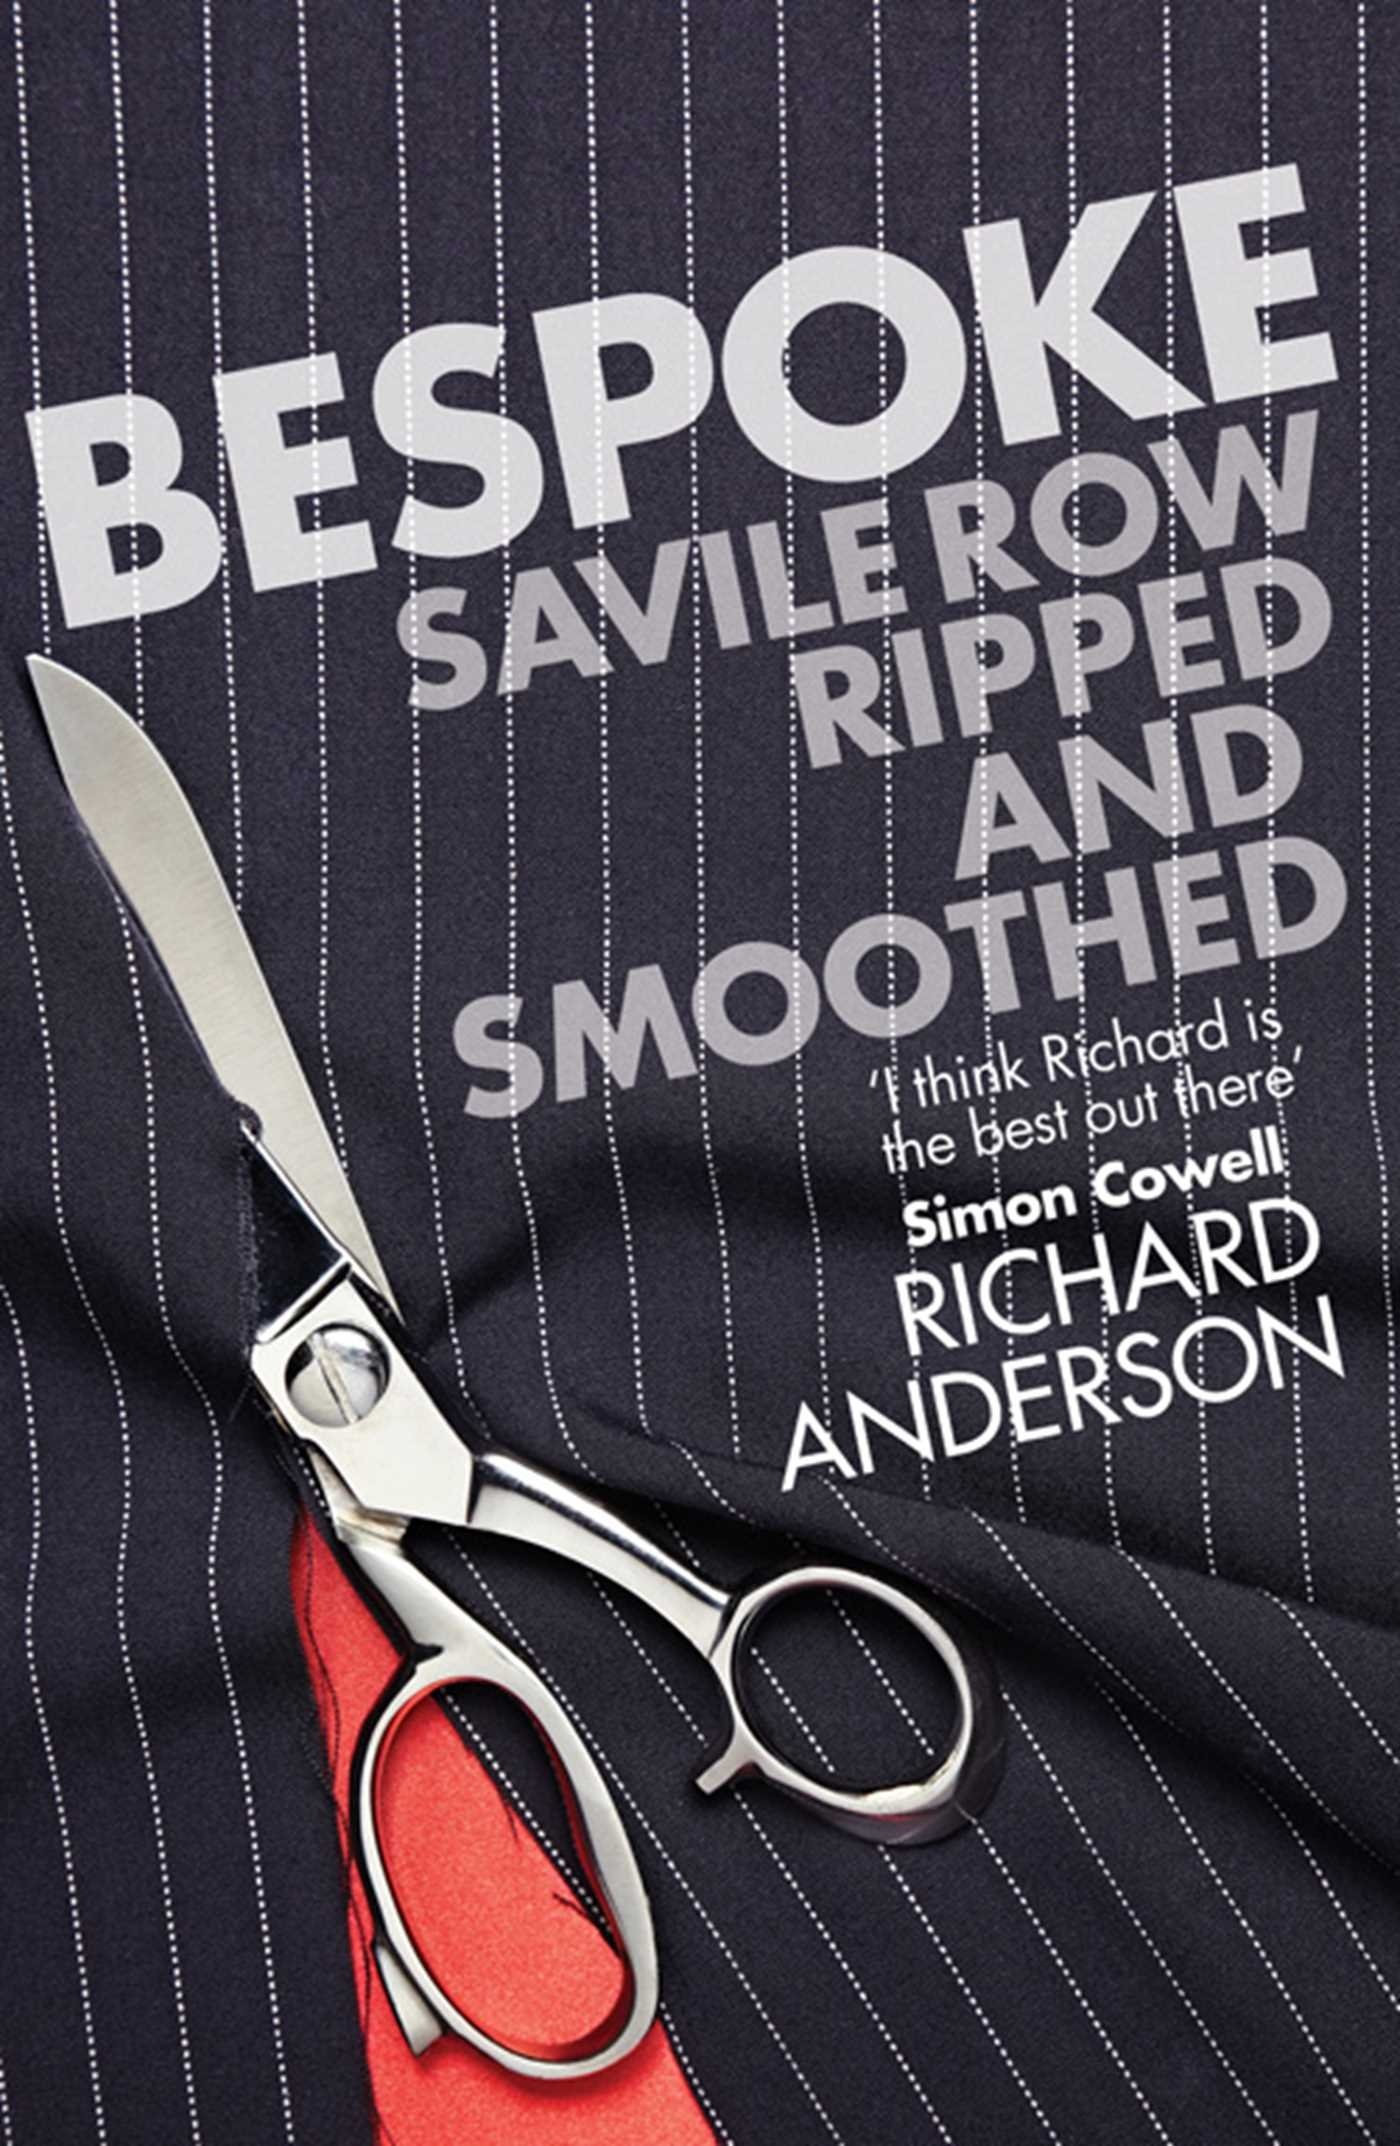 BESPOKE
SAVILE ROW
RIPPED
AND
SMOOTHED
‘I think Richard is
the best out there’
Simon Cowell
RICHARD
ANDERSON